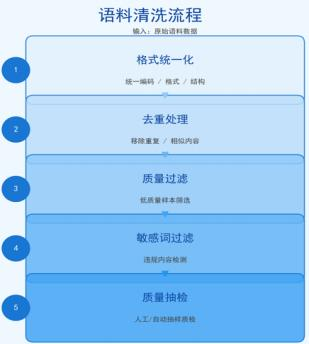 语料清洗流程
输入：原始语料数据
1
格式统一化
统一编码 / 格式 / 结构
2
去重处理
移除重复 / 相似内容
3
质量过滤
低质量样本筛选
4
敏感词过滤
违规内容检测
5
质量抽检
人工/自动抽样质检